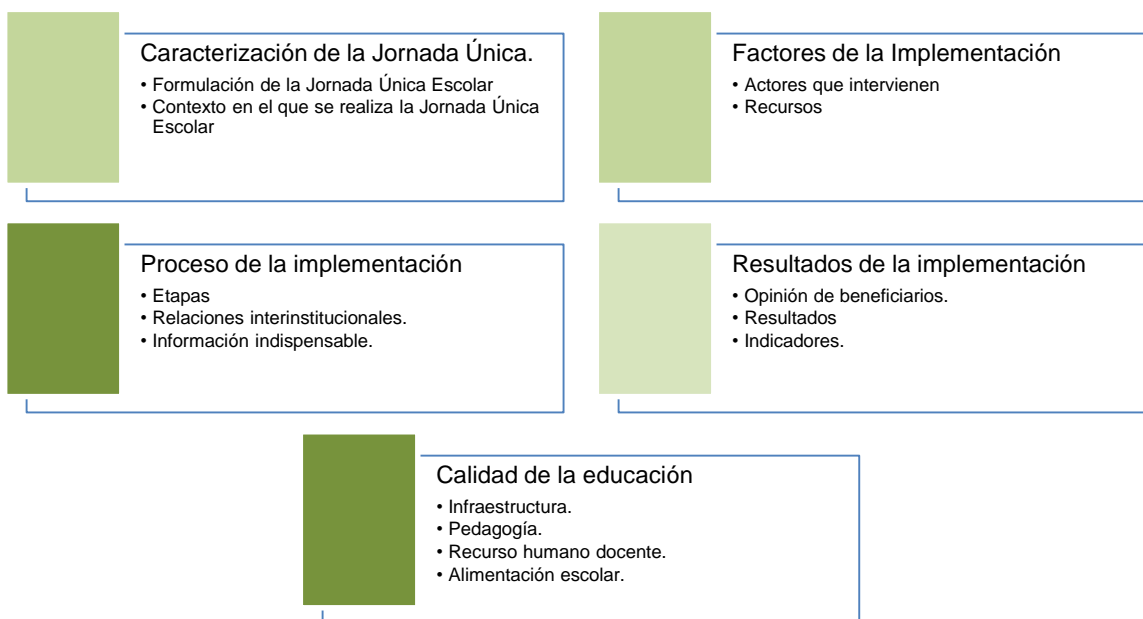 Caracterización de la Jornada Única.
• Formulación de la Jornada Única Escolar
• Contexto en el que se realiza la Jornada Única
Escolar
Factores de la Implementación
• Actores que intervienen
• Recursos
Proceso de la implementación
• Etapas
• Relaciones interinstitucionales.
• Información indispensable.
Resultados de la implementación
• Opinión de beneficiarios.
• Resultados
• Indicadores.
Calidad de la educación
• Infraestructura.
• Pedagogía.
• Recurso humano docente.
• Alimentación escolar.